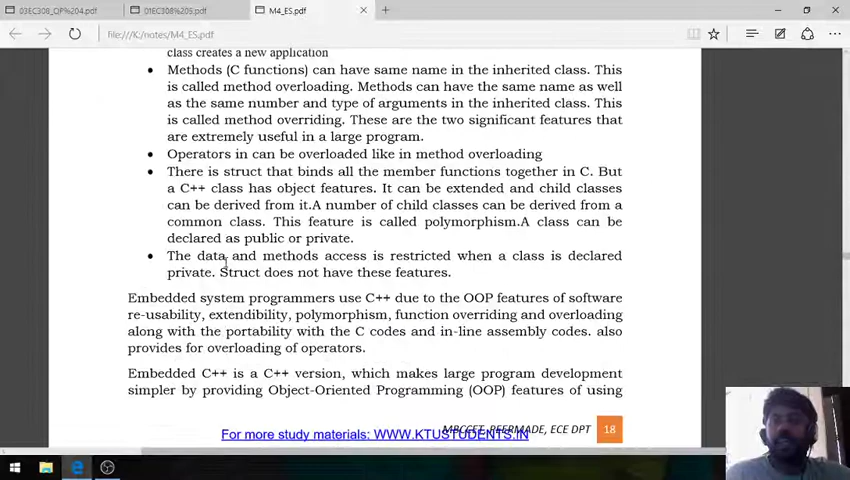 03EC308_QP%204.pdf
01EC308%205).pdf
M4_ES.pdf
file:///K:/notes/M4_ES.pdf
class creates a new application
• Methods (C functions) can have same name in the inherited class. This
is called method overloading. Methods can have the same name as well
as the same number and type of arguments in the inherited class. This
is called method overriding. These are the two significant features that
are extremely useful in a large program.
• Operators in can be overloaded like in method overloading
• There is struct that binds all the member functions together in C. But
a C++ class has object features. It can be extended and child classes
can be derived from it.A number of child classes can be derived from a
common class. This feature is called polymorphism.A class can be
declared as public or private.
• The data and methods access is restricted when a class is declared
private. Struct does not have these features.
Embedded system programmers use C++ due to the OOP features of software
re-usability, extendibility, polymorphism, function overriding and overloading
along with the portability with the C codes and in-line assembly codes. also
provides for overloading of operators.
Embedded C++ is a C++ version, which makes large program development
simpler by providing Object-Oriented Programming (OOP) features of using
MBCCET, PEERMADE, ECE DPT 18
For more study materials: WWW.KTUSTUDENTS.IN